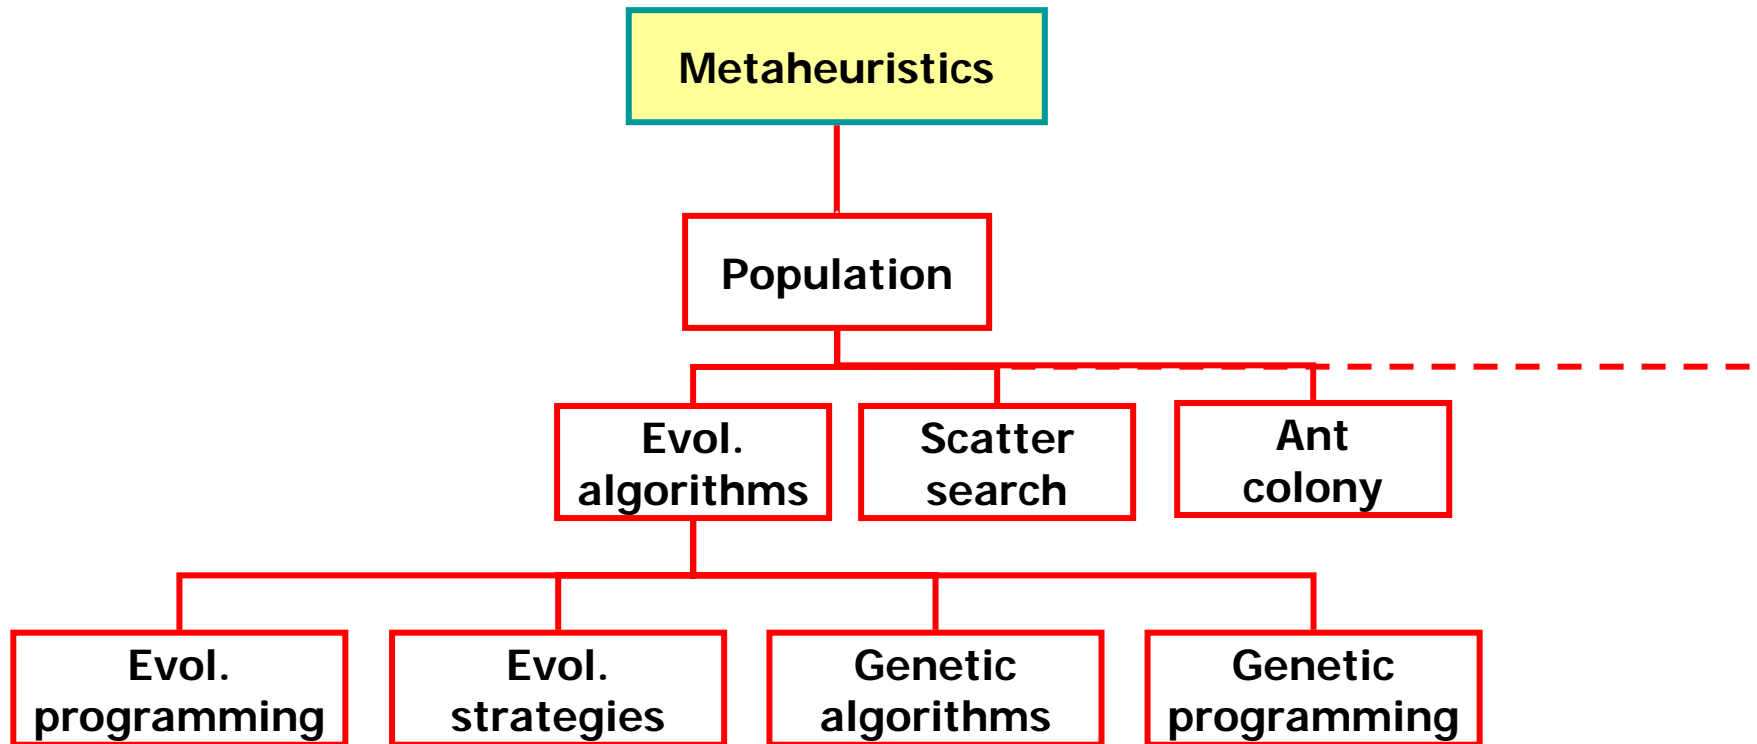 Metaheuristics
Population
Evol.
algorithms
Scatter
search
Ant
colony
Evol.
programming
Evol.
strategies
Genetic
algorithms
Genetic
programming